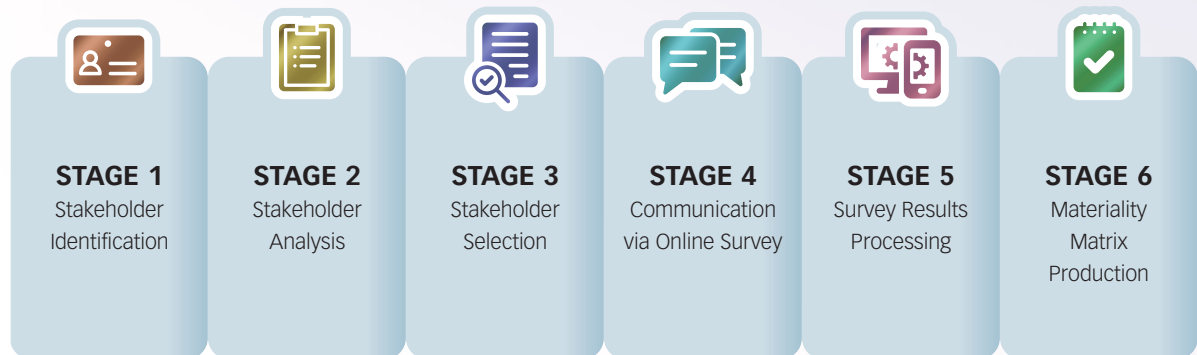 STAGE 1
Stakeholder
Identification
STAGE 2
Stakeholder
Analysis
STAGE 3
Stakeholder
Selection
STAGE 4
Communication
via Online Survey
STAGE 5
Survey Results
Processing
STAGE 6
Materiality
Matrix
Production